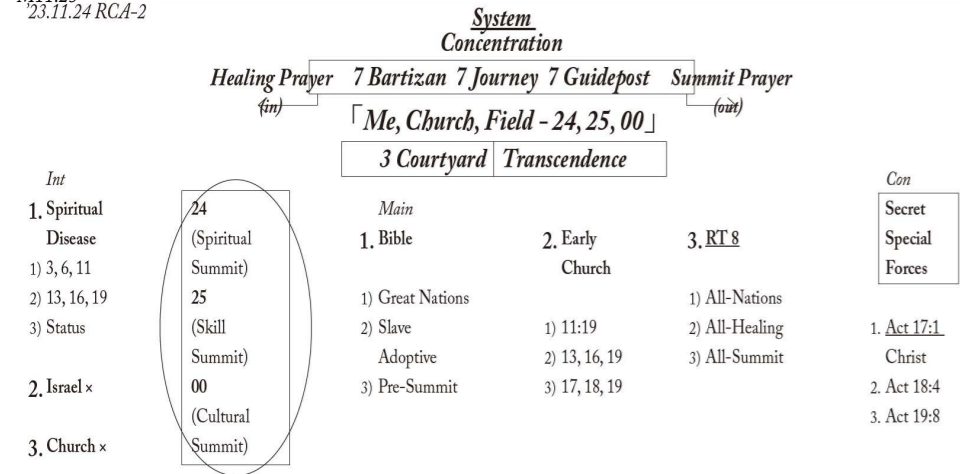 '23.11.24 RCA-2
System
Concentration
Healing Prayer 7 Bartizan 7 Journey 7 Guidepost Summit Prayer
(in) (out)
「Me, Church, Field - 24, 25, 00」
3 Courtyard Transcendence
Int
1. Spiritual
Disease
1) 3, 6, 11
2) 13, 16, 19
3) Status
2. Israel ×
3. Church ×
24
(Spiritual
Summit)
25
(Skill
Summit)
00
(Cultural
Summit)
Main
1. Bible
1) Great Nations
2) Slave
Adoptive
3) Pre-Summit
2. Early
Church
1) 11:19
2) 13, 16, 19
3) 17, 18, 19
3. RT 8
1) All-Nations
2) All-Healing
3) All-Summit
Con
Secret
Special
Forces
1. Act 17:1
Christ
2. Act 18:4
3. Act 19:8